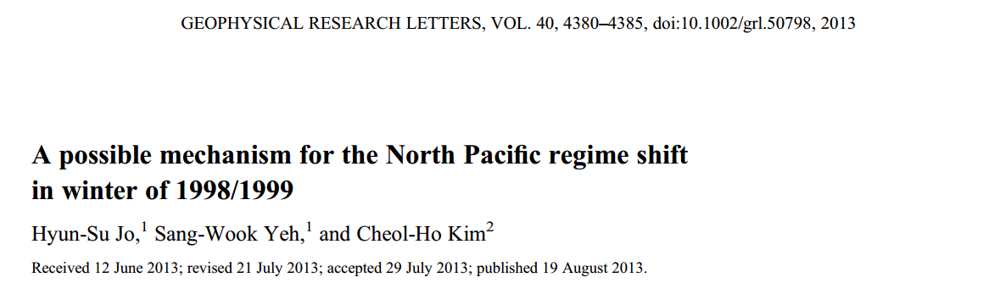 GEOPHYSICAL RESEARCH LETTERS, VOL. 40, 4380–4385, doi:10.1002/grl.50798, 2013
A possible mechanism for the North Pacific regime shift
in winter of 1998/1999
Hyun-Su Jo,¹ Sang-Wook Yeh,¹ and Cheol-Ho Kim²
Received 12 June 2013; revised 21 July 2013; accepted 29 July 2013; published 19 August 2013.